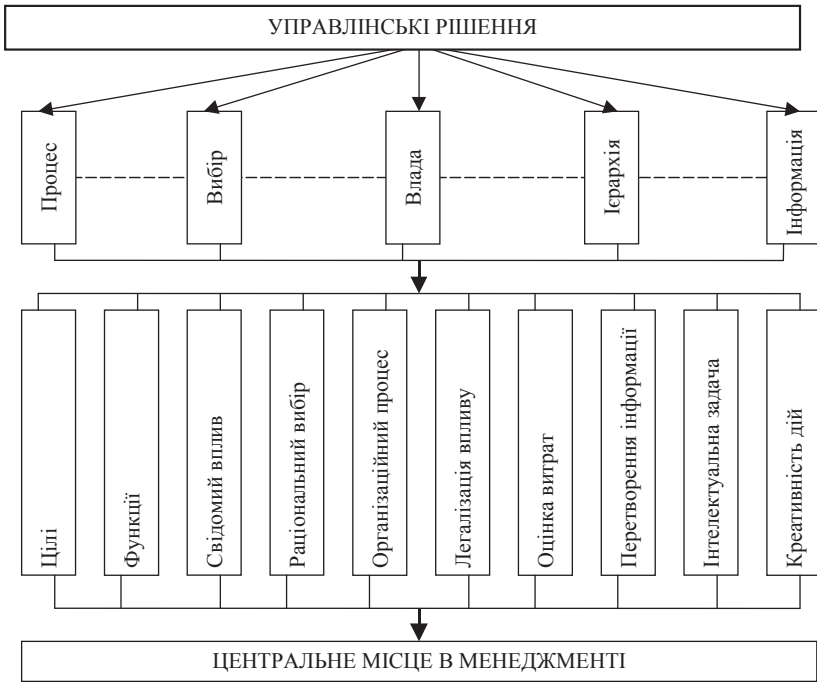 УПРАВЛІНСЬКІ РІШЕННЯ
Процес
Вибір
Влада
Ієрархія
Інформація
Цілі
Функції
Свідомий вплив
Раціональний вибір
Організаційний процес
Легалізація впливу
Оцінка витрат
Перетворення інформації
Інтелектуальна задача
Креативність дій
ЦЕНТРАЛЬНЕ МІСЦЕ В МЕНЕДЖМЕНТІ